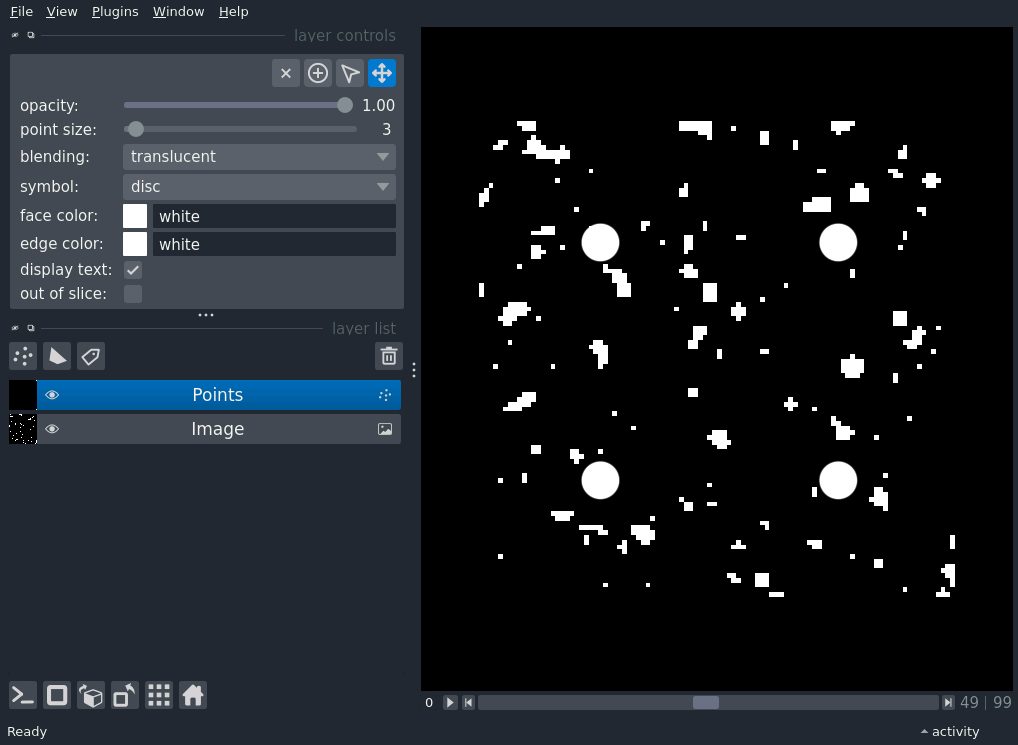 File View Plugins Window Help
layer controls
opacity: 1.00
point size: 3
blending: translucent
symbol: disc
face color: white
edge color: white
display text:
out of slice:
layer list
Points
Image
0 49 | 99
Ready activity